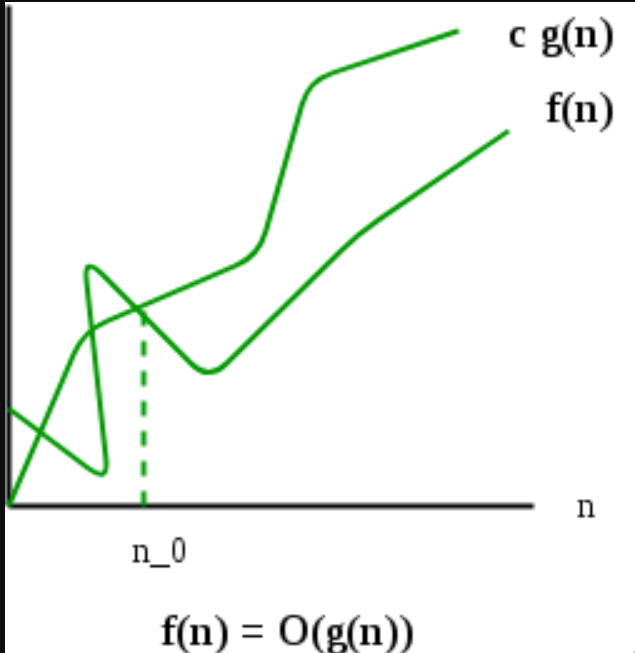 c g(n)
f(n)
n
n_0
f(n) = O(g(n))